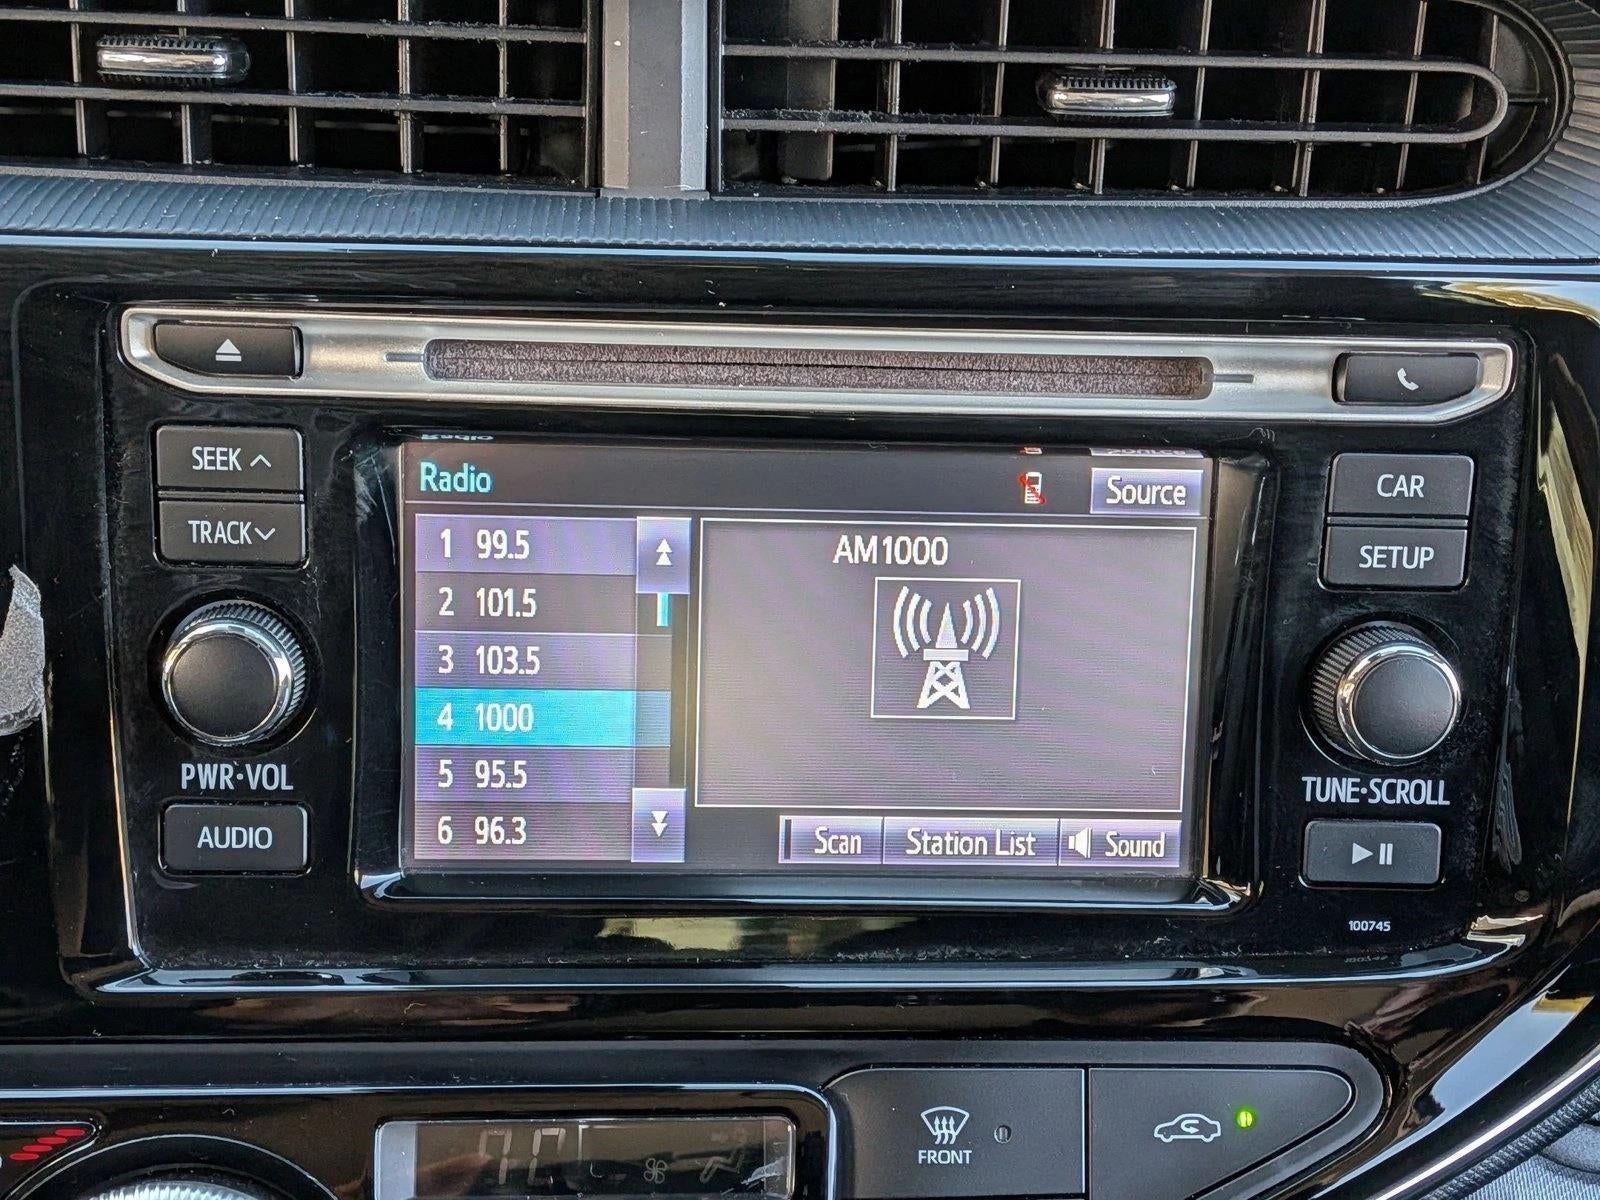 SEEK
TRACK
PWR·VOL
AUDIO
Radio
Source
1 99.5
2 101.5
3 103.5
4 1000
5 95.5
6 96.3
AM1000
Scan
Station List
Sound
CAR
SETUP
TUNE·SCROLL
100745
FRONT